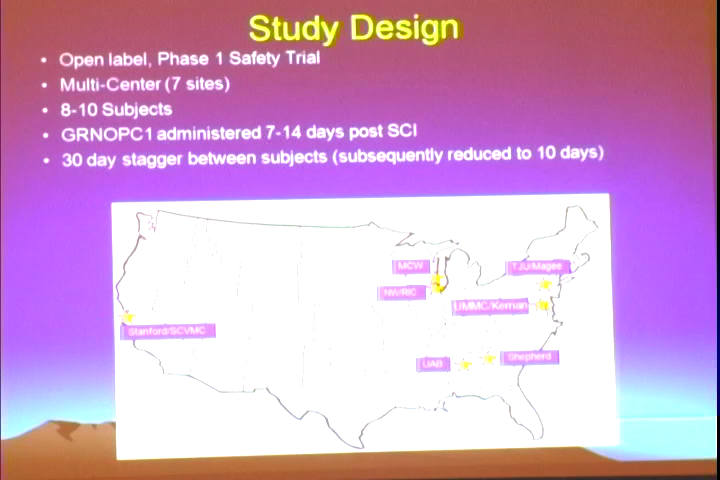 Study Design
• Open label, Phase 1 Safety Trial
• Multi-Center (7 sites)
• 8-10 Subjects
• GRNOPC1 administered 7-14 days post SCI
• 30 day stagger between subjects (subsequently reduced to 10 days)
MCW
TJU/Magee
NW/RIC
UMMC/Kernan
Stanford/SCVMC
UAB
Shepherd